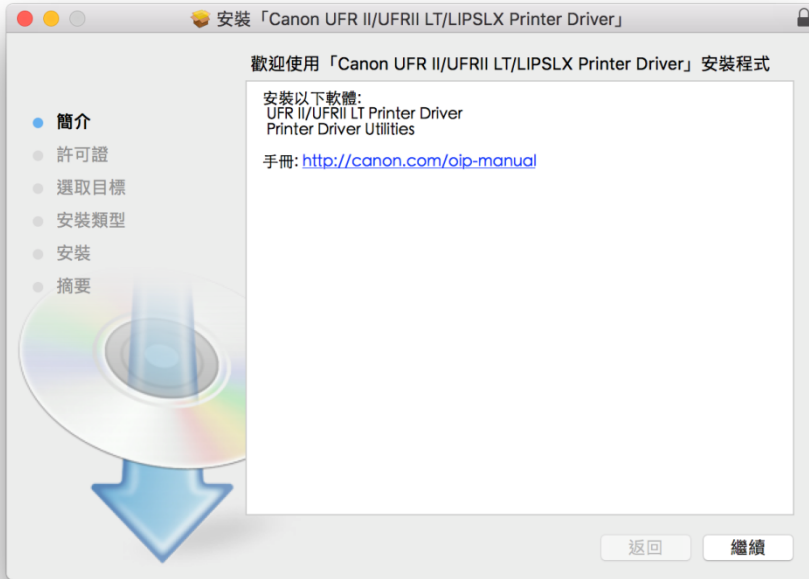 安裝「Canon UFR II/UFRII LT/LIPSLX Printer Driver」
歡迎使用「Canon UFR II/UFRII LT/LIPSLX Printer Driver」安裝程式
簡介
許可證
選取目標
安裝類型
安裝
摘要
安裝以下軟體:
UFR II/UFRII LT Printer Driver
Printer Driver Utilities
手冊: http://canon.com/oip-manual
返回
繼續